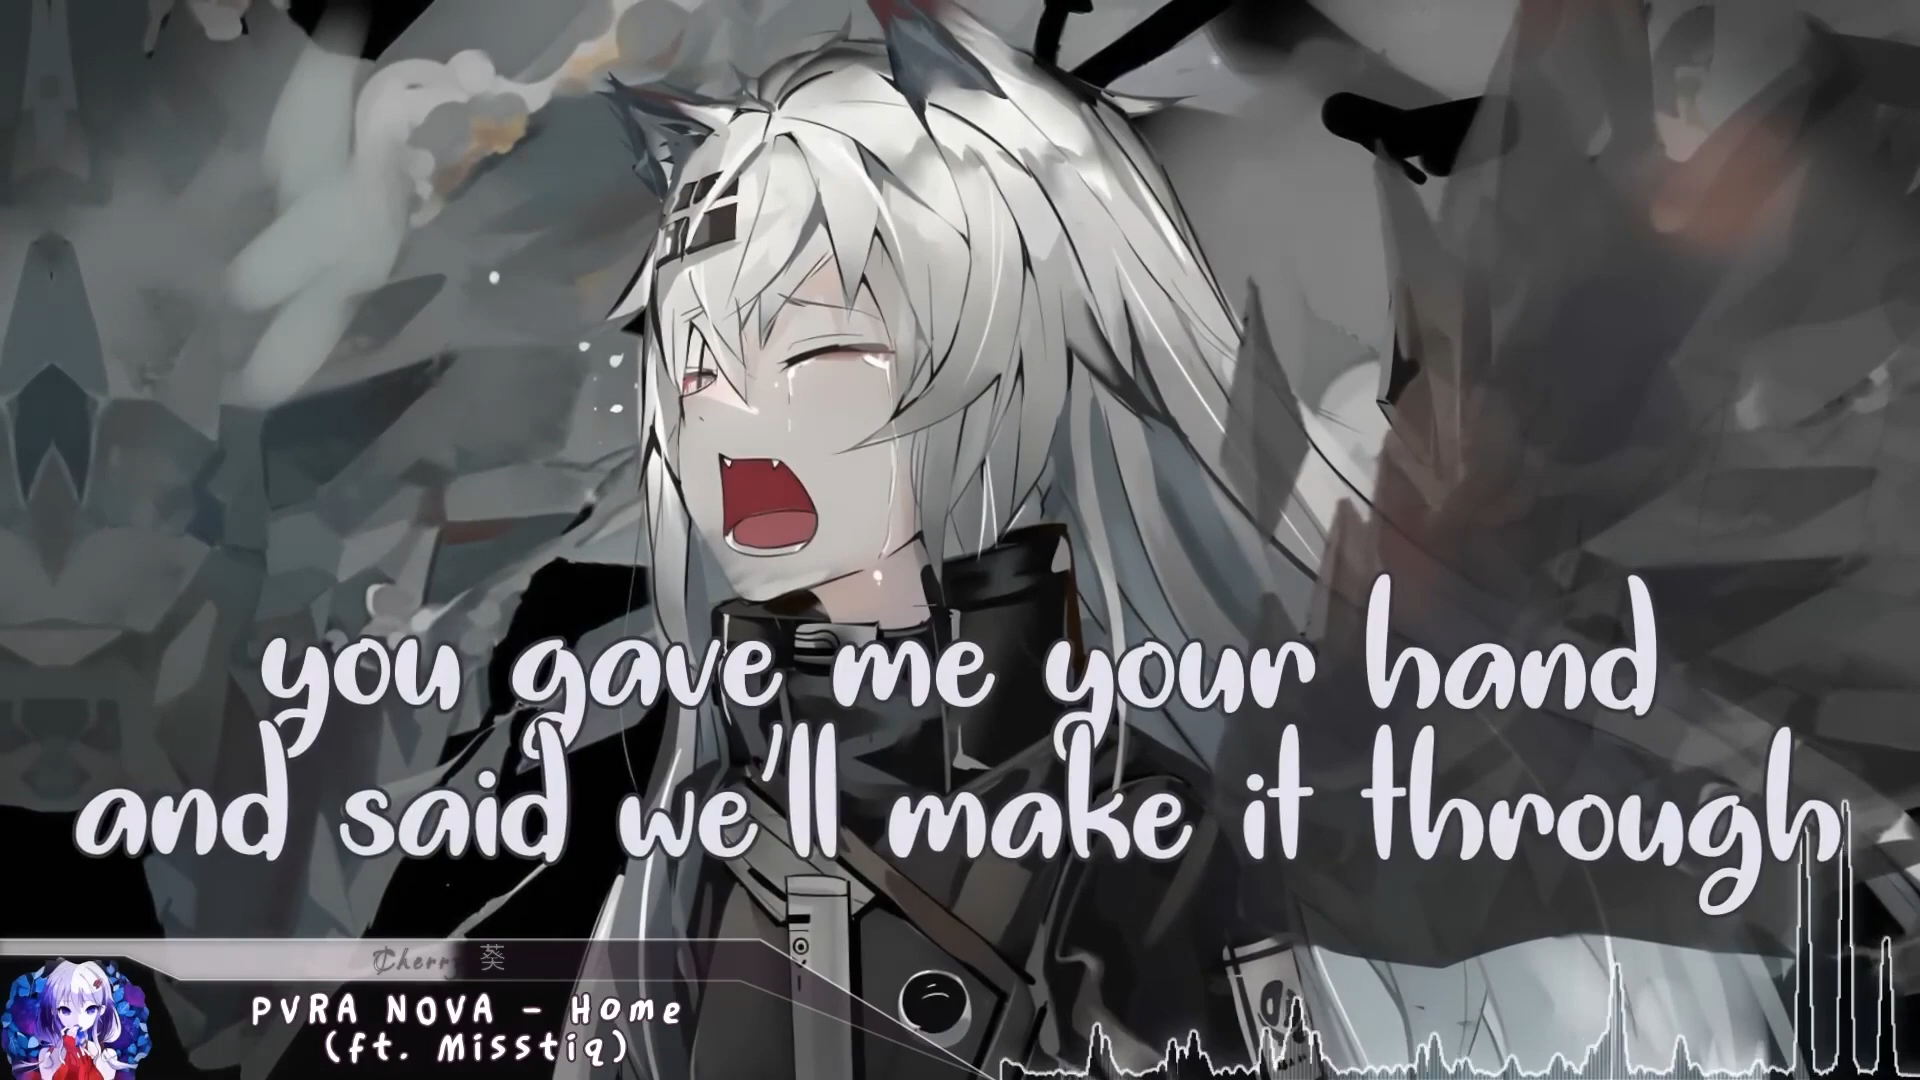 you gave me your hand
and said we'll make it through
Cherry 葵
PVRA NOVA - Home
(ft. Misstiq)